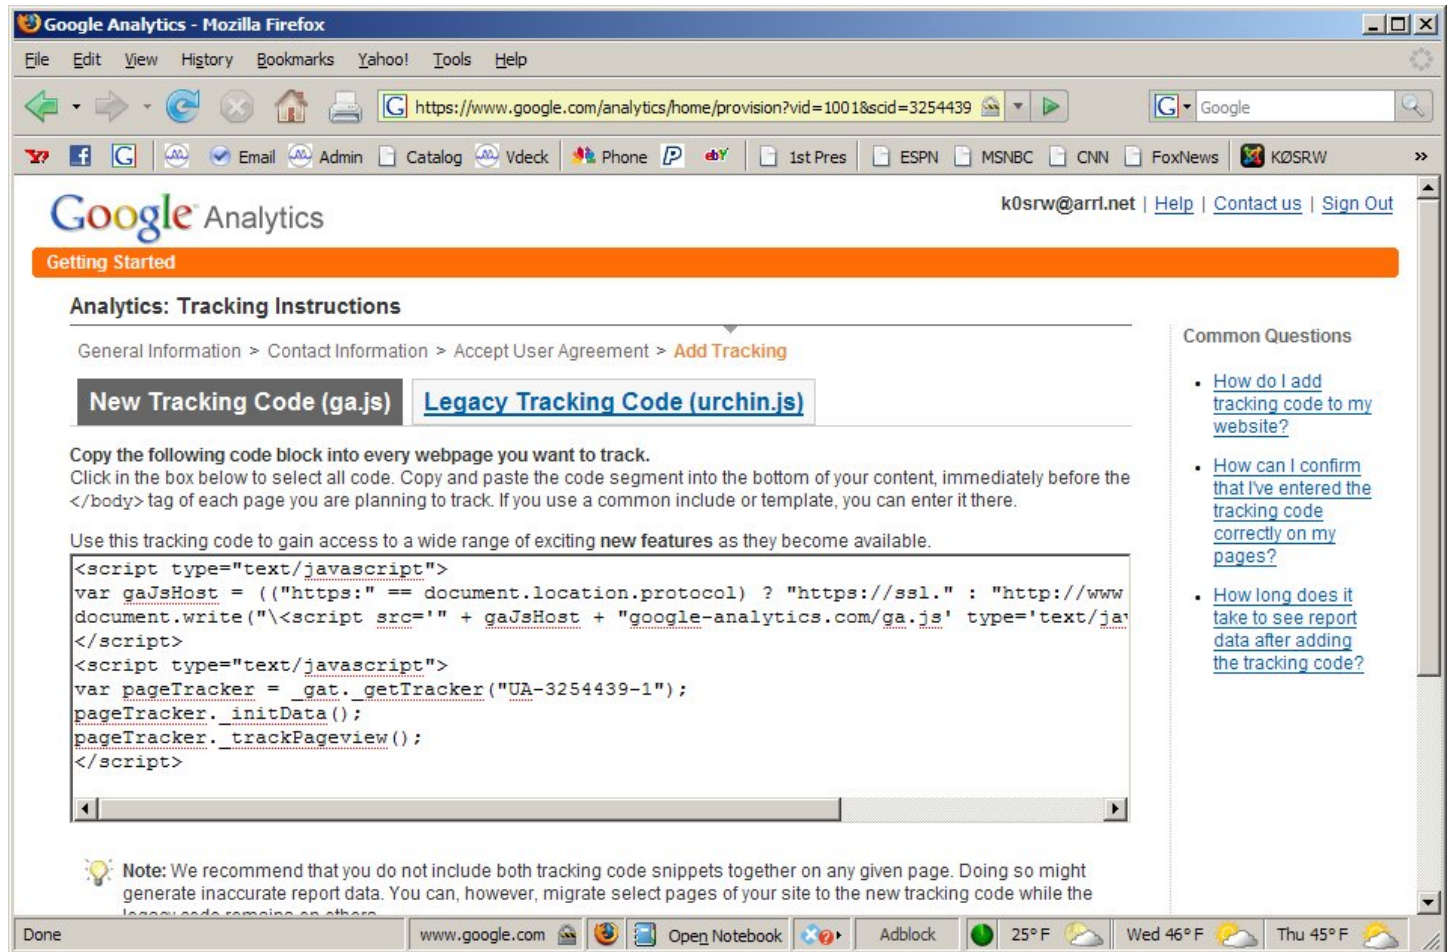 Google Analytics - Mozilla Firefox
File Edit View History Bookmarks Yahoo! Tools Help
https://www.google.com/analytics/home/provision?vid=1001&scid=3254439 Google
Email Admin Catalog Vdeck Phone eBY 1st Pres ESPN MSNBC CNN FoxNews KØSRW »
Google Analytics
k0srw@arrl.net | Help | Contact us | Sign Out
Getting Started
Analytics: Tracking Instructions
General Information > Contact Information > Accept User Agreement > Add Tracking
New Tracking Code (ga.js) Legacy Tracking Code (urchin.js)
Copy the following code block into every webpage you want to track.
Click in the box below to select all code. Copy and paste the code segment into the bottom of your content, immediately before the
</body> tag of each page you are planning to track. If you use a common include or template, you can enter it there.
Use this tracking code to gain access to a wide range of exciting new features as they become available.
<script type="text/javascript">
var gaJsHost = (("https:" == document.location.protocol) ? "https://ssl." : "http://www
document.write("\<script src='" + gaJsHost + "google-analytics.com/ga.js' type='text/jav
</script>
<script type="text/javascript">
var pageTracker = _gat._getTracker("UA-3254439-1");
pageTracker._initData();
pageTracker._trackPageview();
</script>
Note: We recommend that you do not include both tracking code snippets together on any given page. Doing so might
generate inaccurate report data. You can, however, migrate select pages of your site to the new tracking code while the
legacy code remains on others.
Common Questions
• How do I add
tracking code to my
website?
• How can I confirm
that I've entered the
tracking code
correctly on my
pages?
• How long does it
take to see report
data after adding
the tracking code?
Done www.google.com Open Notebook Adblock 25° F Wed 46° F Thu 45° F